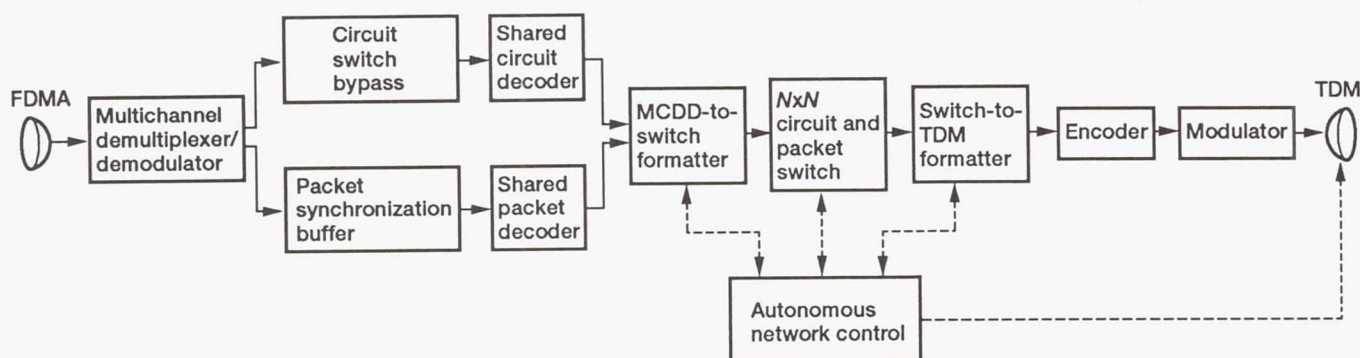 FDMA
Multichannel
demultiplexer/
demodulator
Circuit
switch
bypass
Shared
circuit
decoder
Packet
synchronization
buffer
Shared
packet
decoder
MCDD-to-
switch
formatter
NxN
circuit and
packet
switch
Switch-to-
TDM
formatter
Encoder
Modulator
TDM
Autonomous
network control